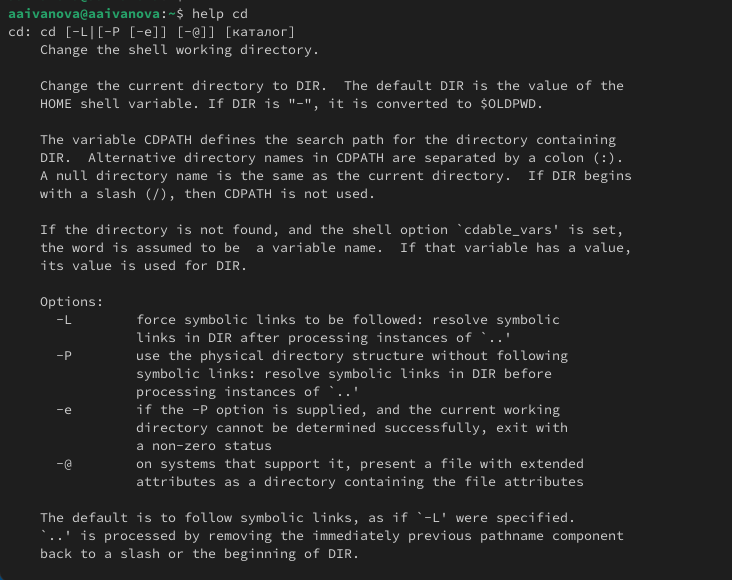 aaivanova@aaivanova:~$ help cd
cd: cd [-L|[-P [-e]] [-@]] [каталог]
    Change the shell working directory.

    Change the current directory to DIR.  The default DIR is the value of the
    HOME shell variable. If DIR is "-", it is converted to $OLDPWD.

    The variable CDPATH defines the search path for the directory containing
    DIR.  Alternative directory names in CDPATH are separated by a colon (:).
    A null directory name is the same as the current directory.  If DIR begins
    with a slash (/), then CDPATH is not used.

    If the directory is not found, and the shell option `cdable_vars' is set,
    the word is assumed to be  a variable name.  If that variable has a value,
    its value is used for DIR.

    Options:
      -L        force symbolic links to be followed: resolve symbolic
                links in DIR after processing instances of `..'
      -P        use the physical directory structure without following
                symbolic links: resolve symbolic links in DIR before
                processing instances of `..'
      -e        if the -P option is supplied, and the current working
                directory cannot be determined successfully, exit with
                a non-zero status
      -@        on systems that support it, present a file with extended
                attributes as a directory containing the file attributes

    The default is to follow symbolic links, as if `-L' were specified.
    `..' is processed by removing the immediately previous pathname component
    back to a slash or the beginning of DIR.